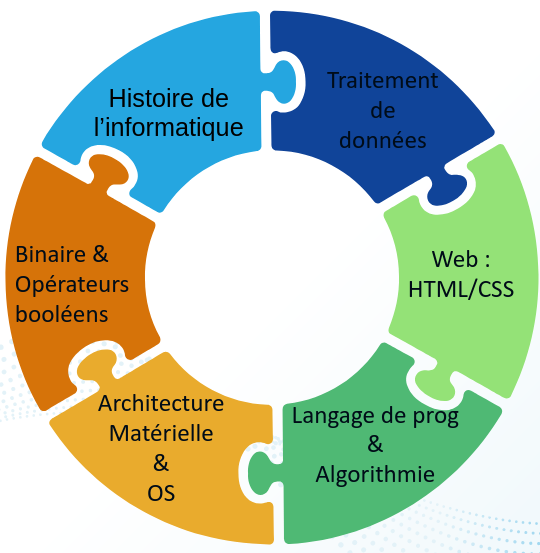 Histoire de
l’informatique
Traitement
de
données
Web :
HTML/CSS
Langage de prog
&
Algorithmie
Architecture
Matérielle
&
OS
Binaire &
Opérateurs
booléens